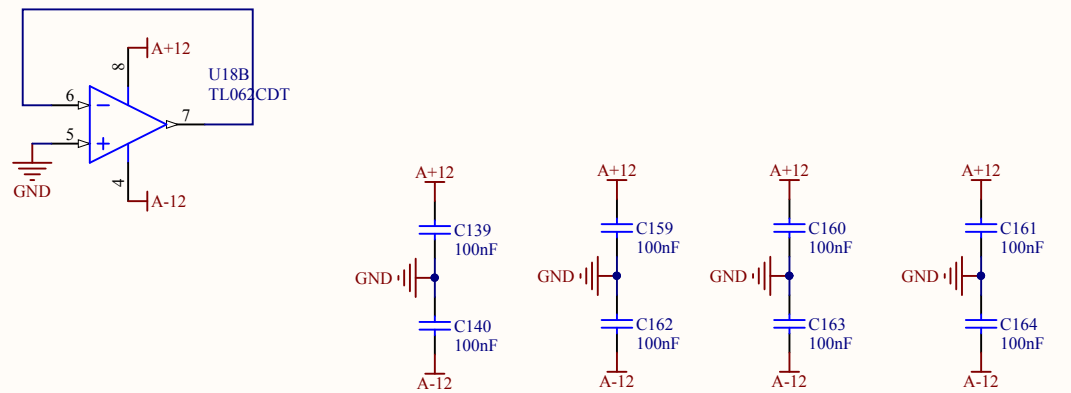 A+12
8
U18B
TL062CDT
6
7
5
GND
4
A-12
A+12
A+12
A+12
A+12
C139
100nF
C159
100nF
C160
100nF
C161
100nF
GND
GND
GND
GND
C140
100nF
C162
100nF
C163
100nF
C164
100nF
A-12
A-12
A-12
A-12